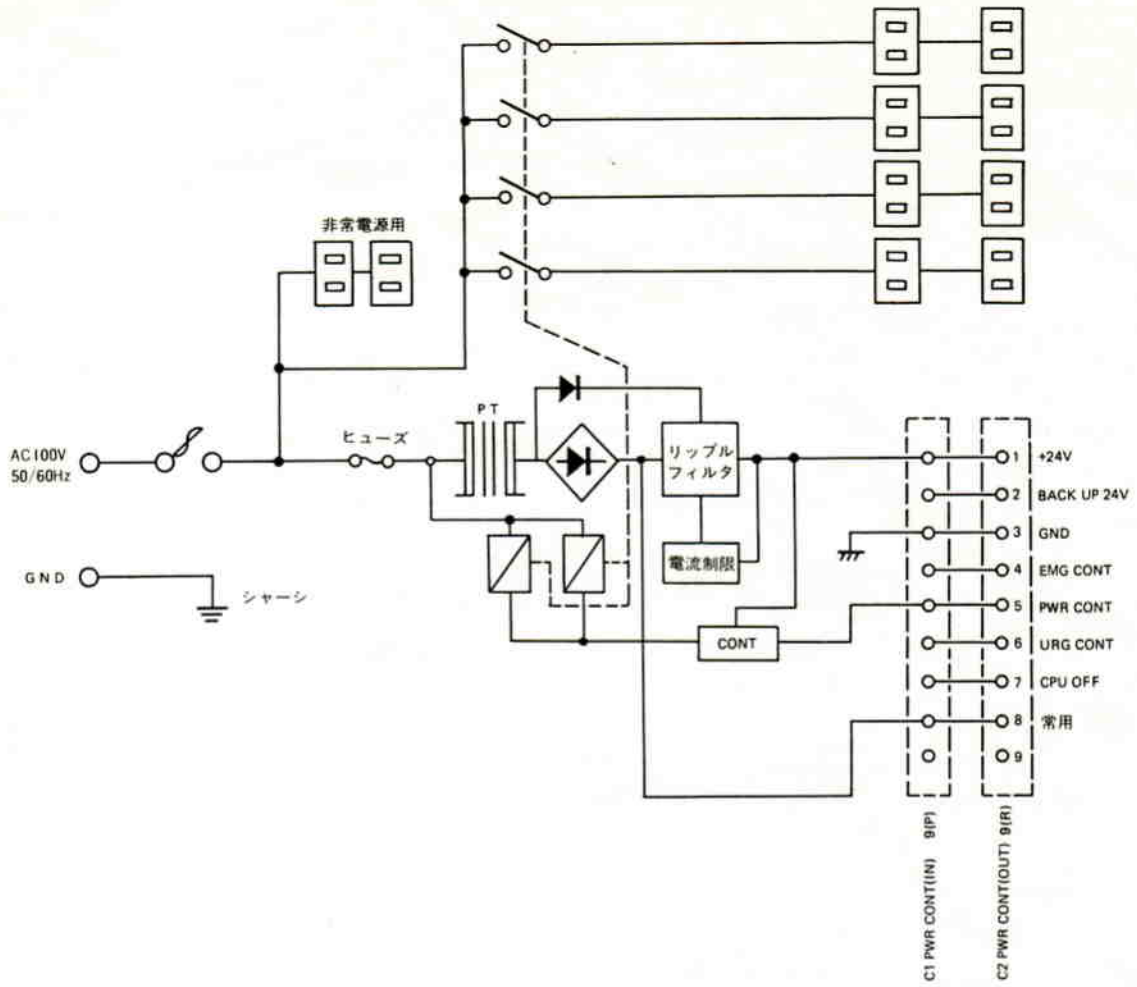 非常電源用
PT
ヒューズ
AC100V
50/60Hz
リップル
フィルタ
電流制限
GND
シャーシ
CONT
1 +24V
2 BACK UP 24V
3 GND
4 EMG CONT
5 PWR CONT
6 URG CONT
7 CPU OFF
8 常用
9
C1 PWR CONT(IN) 9(P)
C2 PWR CONT(OUT) 9(R)